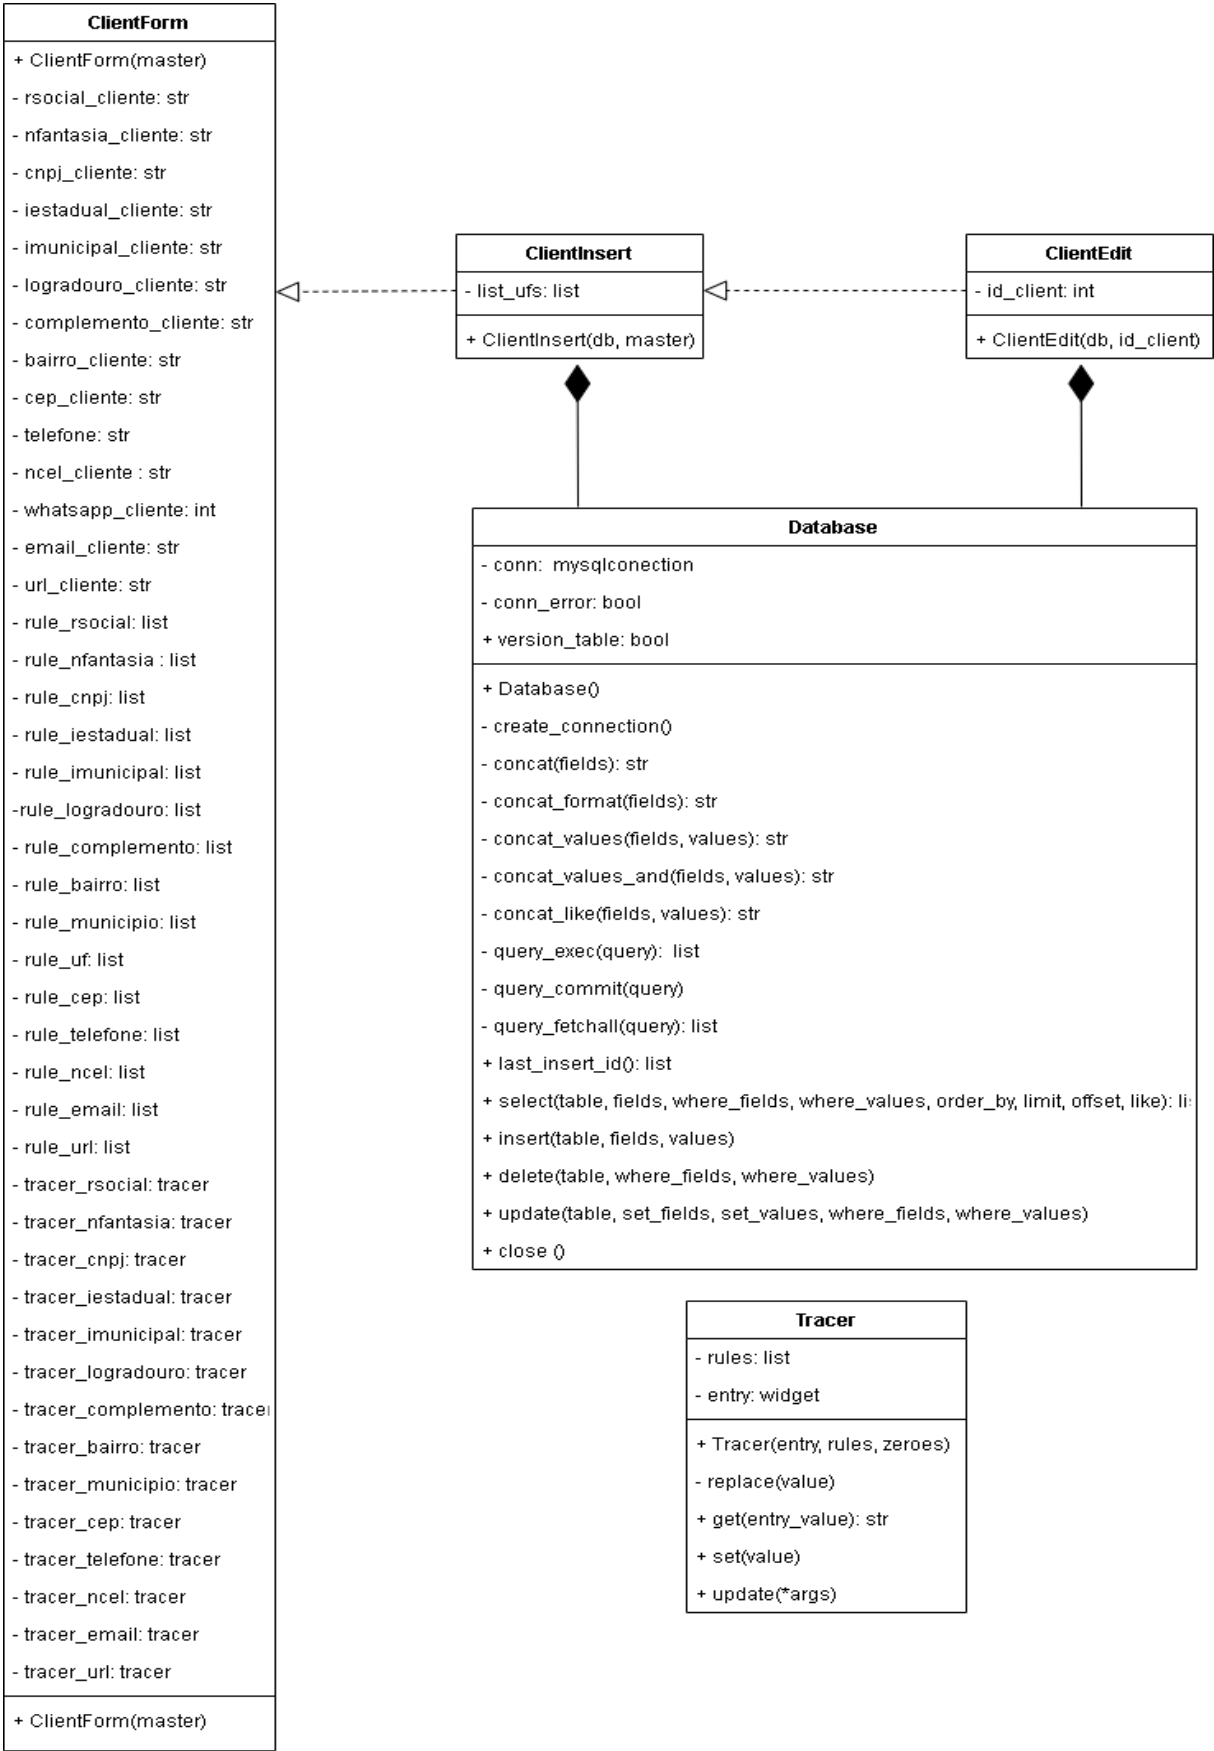 ClientForm
+ ClientForm(master)
- rsocial_cliente: str
- nfantasia_cliente: str
- cnpj_cliente: str
- iestadual_cliente: str
- imunicipal_cliente: str
- logradouro_cliente: str
- complemento_cliente: str
- bairro_cliente: str
- cep_cliente: str
- telefone: str
- ncel_cliente : str
- whatsapp_cliente: int
- email_cliente: str
- url_cliente: str
- rule_rsocial: list
- rule_nfantasia : list
- rule_cnpj: list
- rule_iestadual: list
- rule_imunicipal: list
-rule_logradouro: list
- rule_complemento: list
- rule_bairro: list
- rule_municipio: list
- rule_uf: list
- rule_cep: list
- rule_telefone: list
- rule_ncel: list
- rule_email: list
- rule_url: list
- tracer_rsocial: tracer
- tracer_nfantasia: tracer
- tracer_cnpj: tracer
- tracer_iestadual: tracer
- tracer_imunicipal: tracer
- tracer_logradouro: tracer
- tracer_complemento: tracer
- tracer_bairro: tracer
- tracer_municipio: tracer
- tracer_cep: tracer
- tracer_telefone: tracer
- tracer_ncel: tracer
- tracer_email: tracer
- tracer_url: tracer
+ ClientForm(master)
ClientInsert
- list_ufs: list
+ ClientInsert(db, master)
ClientEdit
- id_client: int
+ ClientEdit(db, id_client)
Database
- conn:  mysqlconection
- conn_error: bool
+ version_table: bool
+ Database()
- create_connection()
- concat(fields): str
- concat_format(fields): str
- concat_values(fields, values): str
- concat_values_and(fields, values): str
- concat_like(fields, values): str
- query_exec(query):  list
- query_commit(query)
- query_fetchall(query): list
+ last_insert_id(): list
+ select(table, fields, where_fields, where_values, order_by, limit, offset, like): li
+ insert(table, fields, values)
+ delete(table, where_fields, where_values)
+ update(table, set_fields, set_values, where_fields, where_values)
+ close ()
Tracer
- rules: list
- entry: widget
+ Tracer(entry, rules, zeroes)
- replace(value)
+ get(entry_value): str
+ set(value)
+ update(*args)